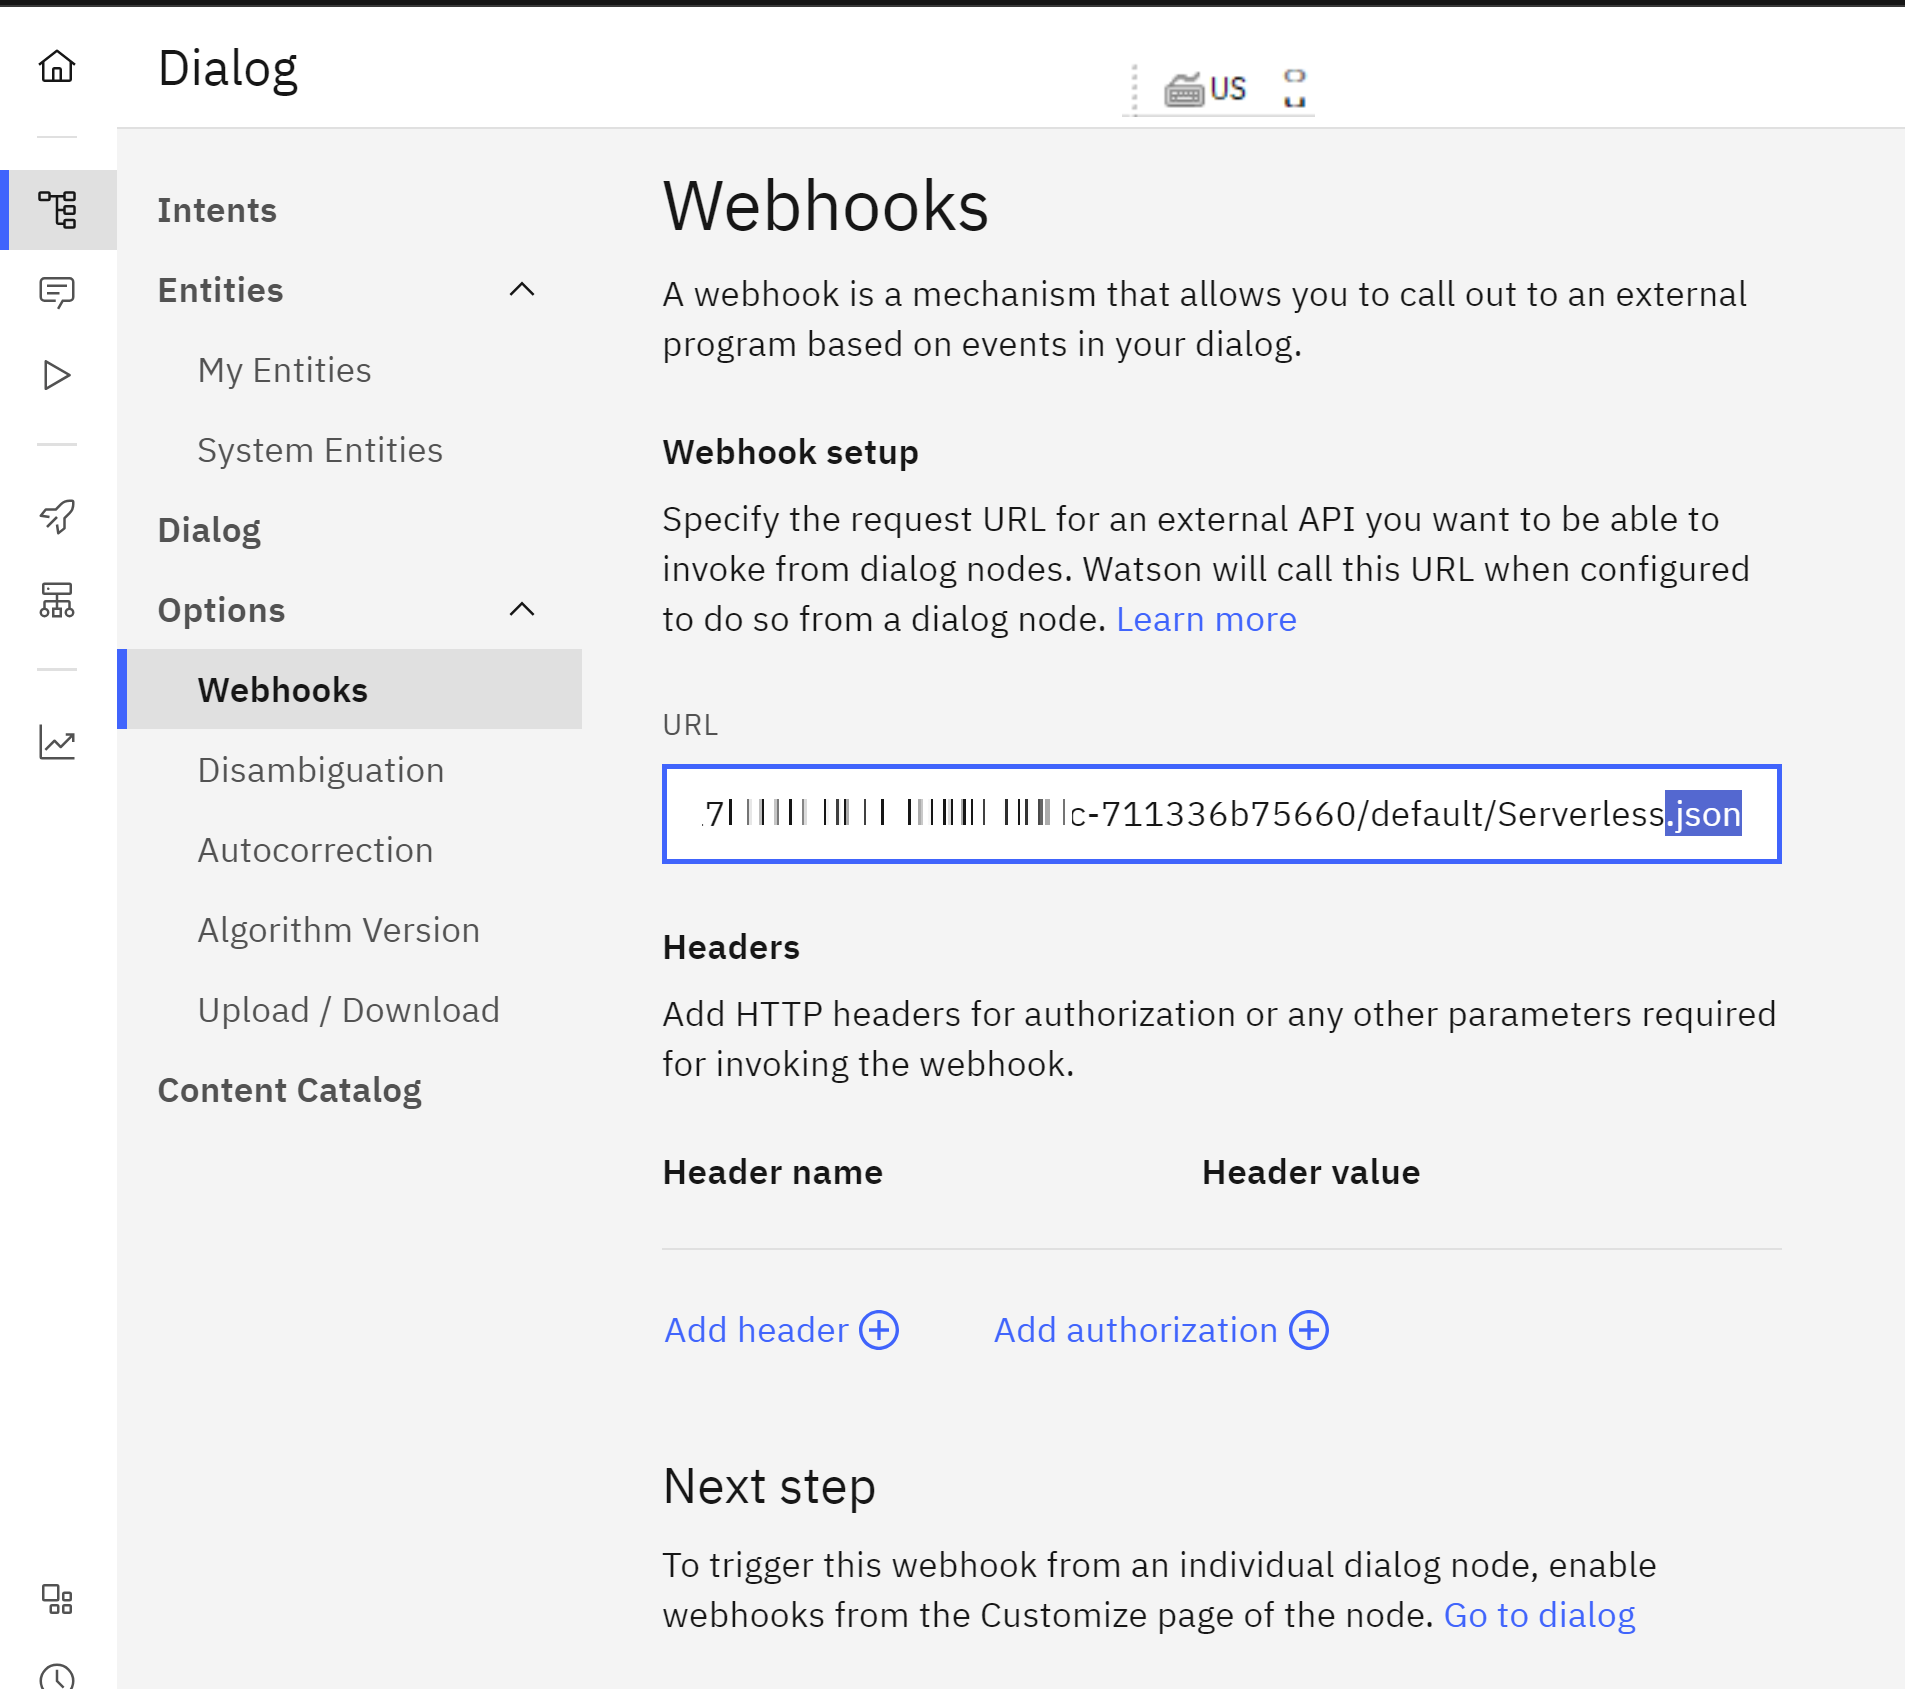 Dialog
US
Intents
Entities
My Entities
System Entities
Dialog
Options
Webhooks
Disambiguation
Autocorrection
Algorithm Version
Upload / Download
Content Catalog
Webhooks
A webhook is a mechanism that allows you to call out to an external
program based on events in your dialog.
Webhook setup
Specify the request URL for an external API you want to be able to
invoke from dialog nodes. Watson will call this URL when configured
to do so from a dialog node. Learn more
URL
c-711336b75660/default/Serverless.json
Headers
Add HTTP headers for authorization or any other parameters required
for invoking the webhook.
Header name Header value
Add header Add authorization
Next step
To trigger this webhook from an individual dialog node, enable
webhooks from the Customize page of the node. Go to dialog